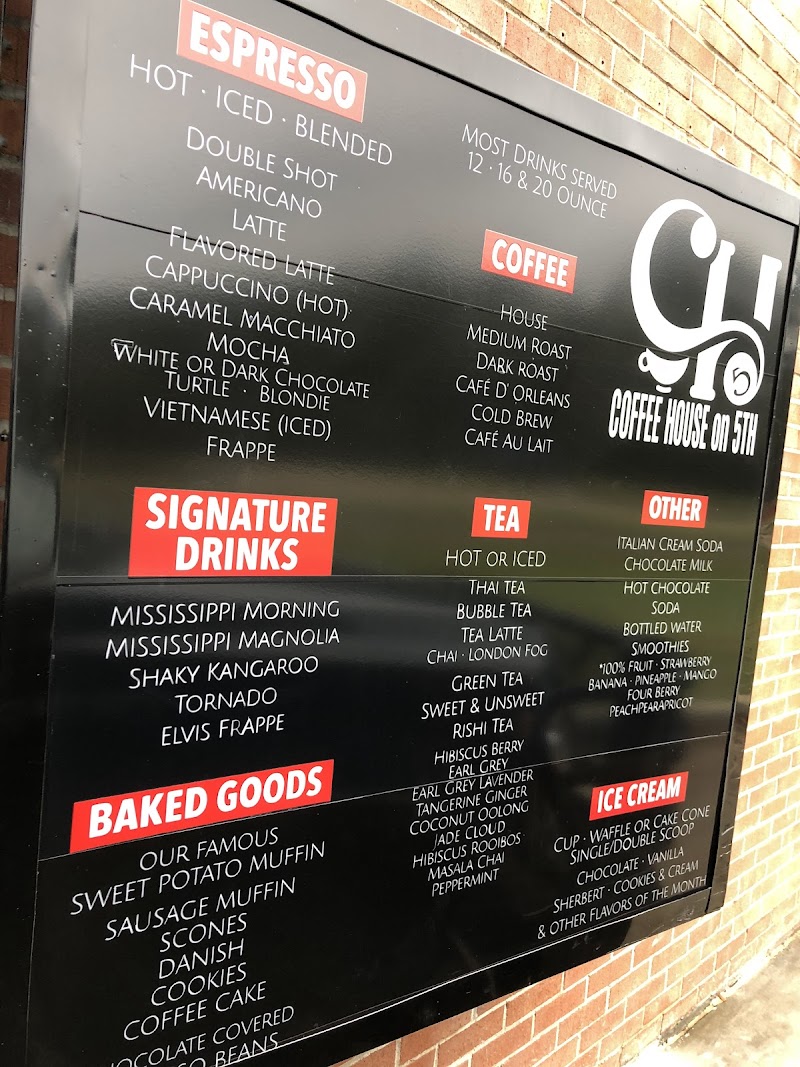 ESPRESSO
HOT · ICED · BLENDED
DOUBLE SHOT
AMERICANO
LATTE
FLAVORED LATTE
CAPPUCCINO (HOT)
CARAMEL MACCHIATO
MOCHA
WHITE OR DARK CHOCOLATE
TURTLE · BLONDIE
VIETNAMESE (ICED)
FRAPPE
MOST DRINKS SERVED
12 · 16 & 20 OUNCE
COFFEE
HOUSE
MEDIUM ROAST
DARK ROAST
CAFÉ D' ORLEANS
COLD BREW
CAFÉ AU LAIT
CH5
COFFEE HOUSE on 5TH
SIGNATURE
DRINKS
MISSISSIPPI MORNING
MISSISSIPPI MAGNOLIA
SHAKY KANGAROO
TORNADO
ELVIS FRAPPE
TEA
HOT OR ICED
THAI TEA
BUBBLE TEA
TEA LATTE
CHAI · LONDON FOG
GREEN TEA
SWEET & UNSWEET
RISHI TEA
HIBISCUS BERRY
EARL GREY
EARL GREY LAVENDER
TANGERINE GINGER
COCONUT OOLONG
JADE CLOUD
HIBISCUS ROOIBOS
MASALA CHAI
PEPPERMINT
OTHER
ITALIAN CREAM SODA
CHOCOLATE MILK
HOT CHOCOLATE
SODA
BOTTLED WATER
SMOOTHIES
*100% FRUIT · STRAWBERRY
BANANA · PINEAPPLE · MANGO
FOUR BERRY
PEACHPEARAPRICOT
BAKED GOODS
OUR FAMOUS
SWEET POTATO MUFFIN
SAUSAGE MUFFIN
SCONES
DANISH
COOKIES
COFFEE CAKE
CHOCOLATE COVERED
BEANS
ICE CREAM
CUP · WAFFLE OR CAKE CONE
SINGLE/DOUBLE SCOOP
CHOCOLATE · VANILLA
SHERBERT · COOKIES & CREAM
& OTHER FLAVORS OF THE MONTH